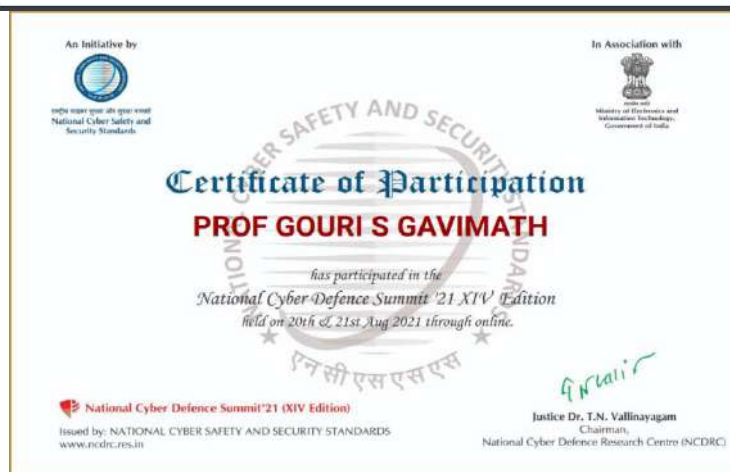 An Initiative by
National Cyber Safety and
Security Standards
In Association with
Ministry of Electronics and
Information Technology,
Government of India
NATIONAL CYBER SAFETY AND SECURITY STANDARDS
एन सी एस एस एस
Certificate of Participation
PROF GOURI S GAVIMATH
has participated in the
National Cyber Defence Summit '21 XIV Edition
held on 20th & 21st Aug 2021 through online.
National Cyber Defence Summit'21 (XIV Edition)
Issued by: NATIONAL CYBER SAFETY AND SECURITY STANDARDS
www.ncdrc.res.in
Justice Dr. T.N. Vallinayagam
Chairman,
National Cyber Defence Research Centre (NCDRC)